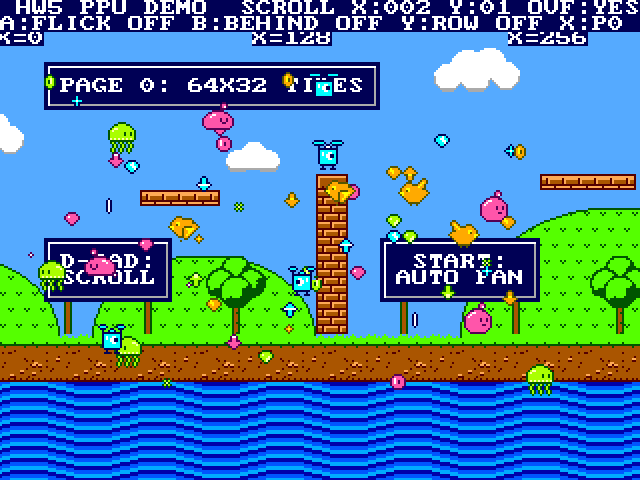 HW5 PPU DEMO SCROLL X:002 Y:01 OVF:YES
A:FLICK OFF B:BEHIND OFF Y:ROW OFF X:P0
X=0 X=128 X=256
PAGE 0: 64X32 TILES
D-PAD: START:
SCROLL AUTO PAN